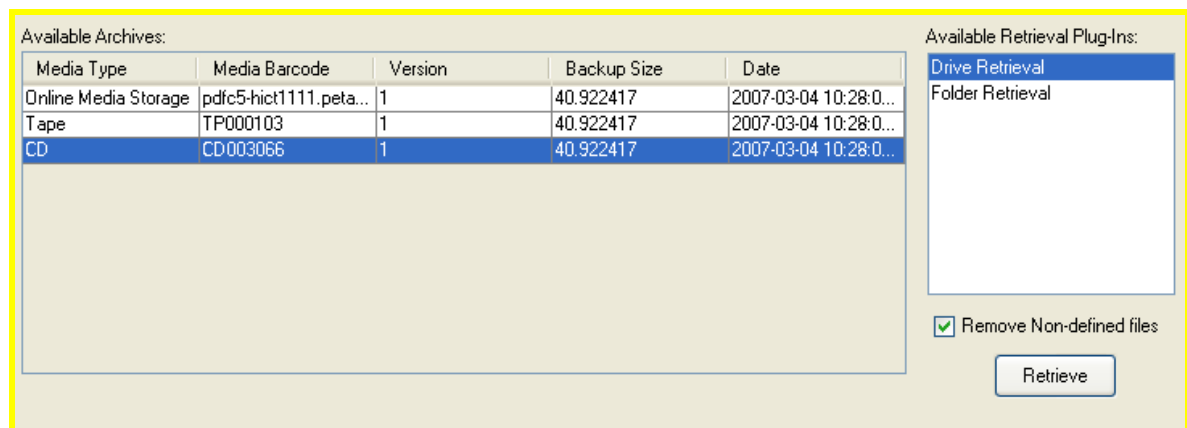 Available Archives:
Media Type Media Barcode Version Backup Size Date
Online Media Storage pdfc5-hict1111.peta... 1 40.922417 2007-03-04 10:28:0...
Tape TP000103 1 40.922417 2007-03-04 10:28:0...
CD CD003066 1 40.922417 2007-03-04 10:28:0...
Available Retrieval Plug-Ins:
Drive Retrieval
Folder Retrieval
Remove Non-defined files
Retrieve